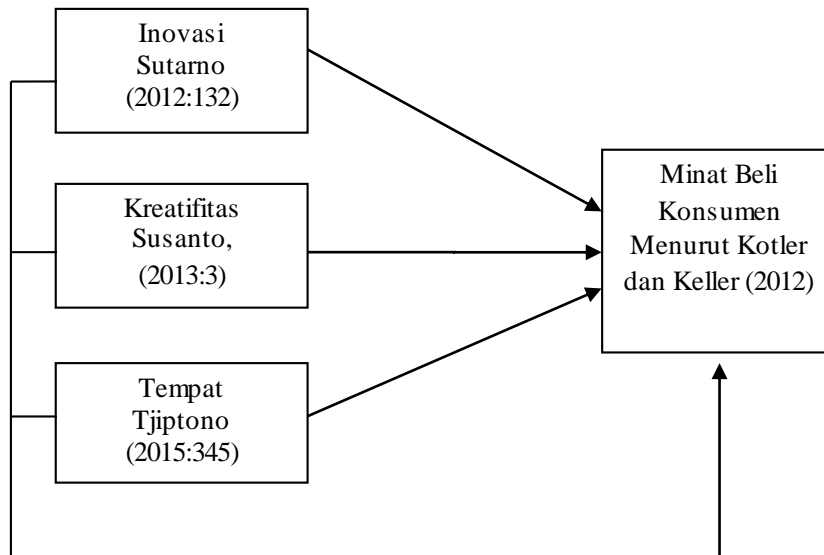 Inovasi
Sutarno
(2012:132)
Kreatifitas
Susanto,
(2013:3)
Tempat
Tjiptono
(2015:345)
Minat Beli
Konsumen
Menurut Kotler
dan Keller (2012)